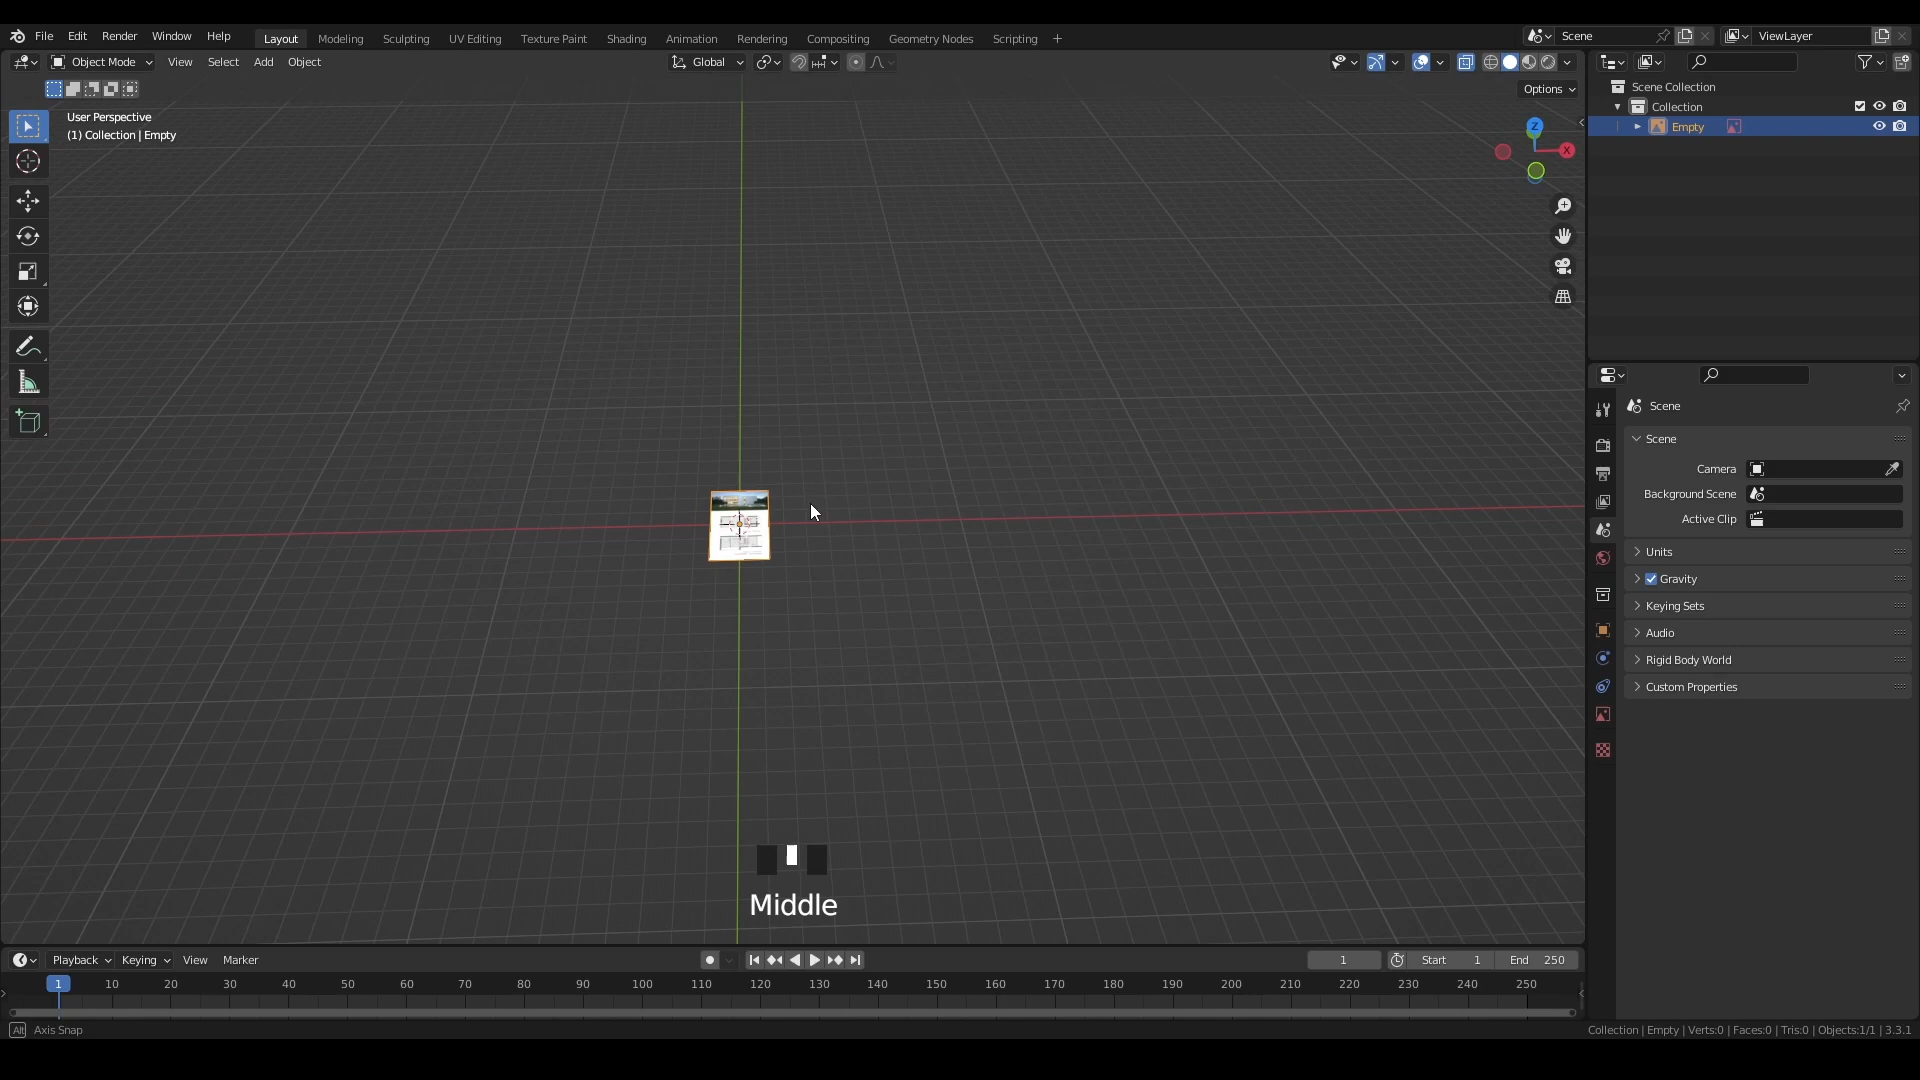 File Edit Render Window Help Layout Modeling Sculpting UV Editing Texture Paint Shading Animation Rendering Compositing Geometry Nodes Scripting + Scene ViewLayer
Object Mode View Select Add Object Global
Options
User Perspective
(1) Collection | Empty
Z
X
Scene Collection
Collection
Empty
Scene
Scene
Camera
Background Scene
Active Clip
Units
Gravity
Keying Sets
Audio
Rigid Body World
Custom Properties
Middle
Playback Keying View Marker 1 Start 1 End 250
1 10 20 30 40 50 60 70 80 90 100 110 120 130 140 150 160 170 180 190 200 210 220 230 240 250
Alt Axis Snap
Collection | Empty | Verts:0 | Faces:0 | Tris:0 | Objects:1/1 | 3.3.1